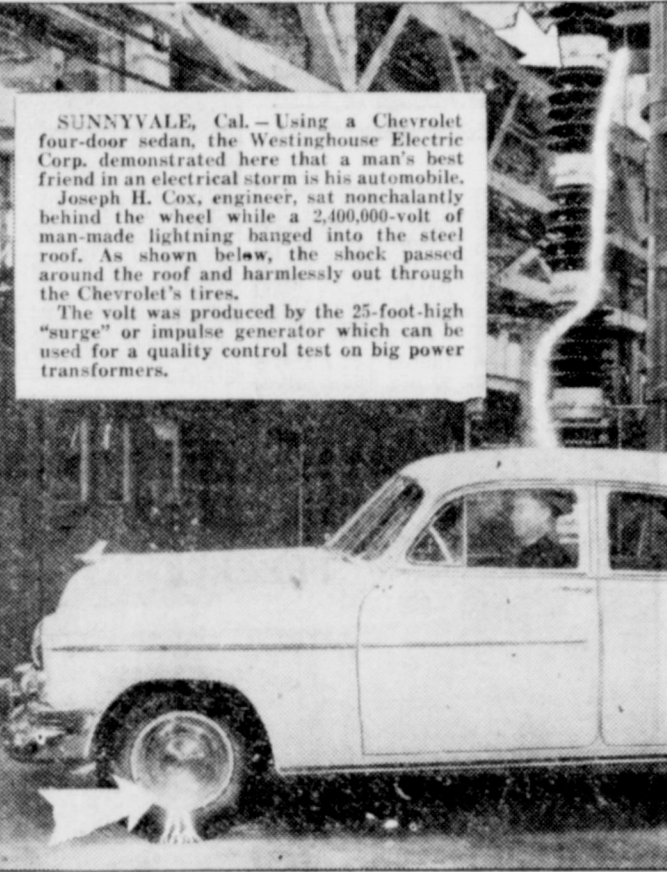 SUNNYVALE, Cal. — Using a Chevrolet
four-door sedan, the Westinghouse Electric
Corp. demonstrated here that a man's best
friend in an electrical storm is his automobile.
Joseph H. Cox, engineer, sat nonchalantly
behind the wheel while a 2,400,000-volt of
man-made lightning banged into the steel
roof. As shown below, the shock passed
around the roof and harmlessly out through
the Chevrolet's tires.
The volt was produced by the 25-foot-high
"surge" or impulse generator which can be
used for a quality control test on big power
transformers.